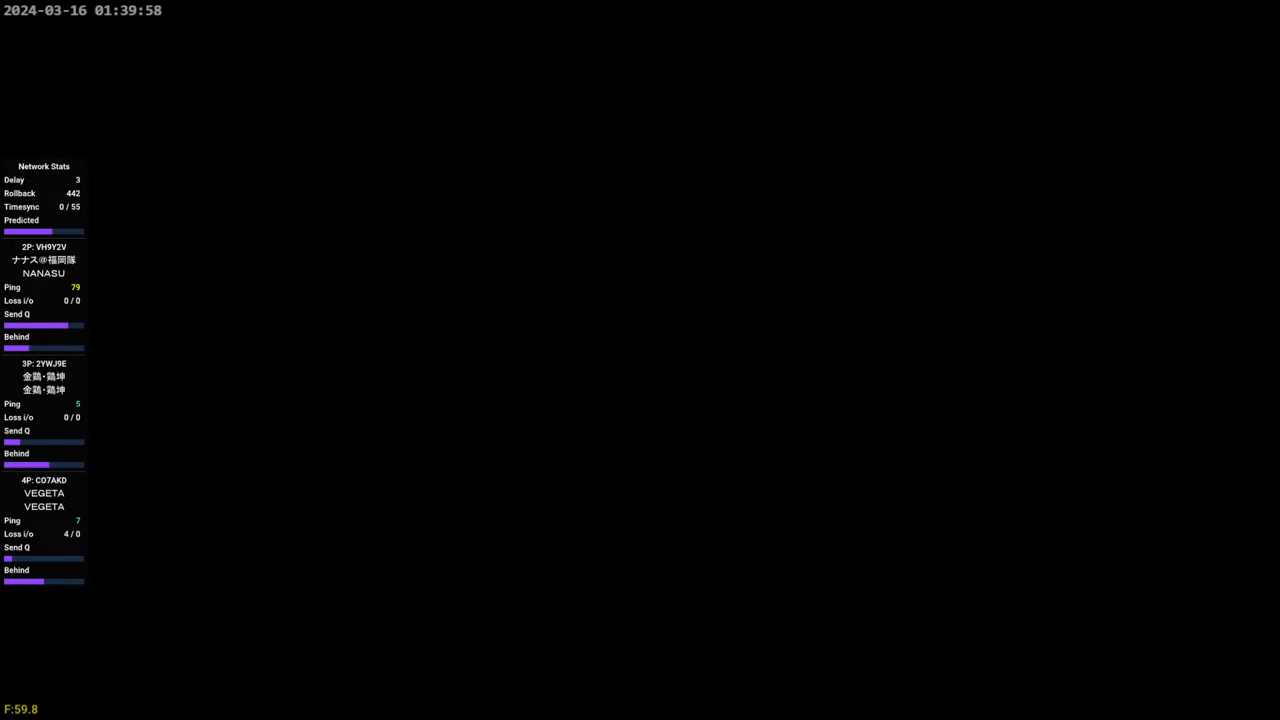 2024-03-16 01:39:58
Network Stats
Delay 3
Rollback 442
Timesync 0 / 55
Predicted
2P: VH9Y2V
ナナス@福岡隊
NANASU
Ping 79
Loss i/o 0 / 0
Send Q
Behind
3P: 2YWJ9E
金鶏·鶏坤
金鶏·鶏坤
Ping 5
Loss i/o 0 / 0
Send Q
Behind
4P: CO7AKD
VEGETA
VEGETA
Ping 7
Loss i/o 4 / 0
Send Q
Behind
F:59.8